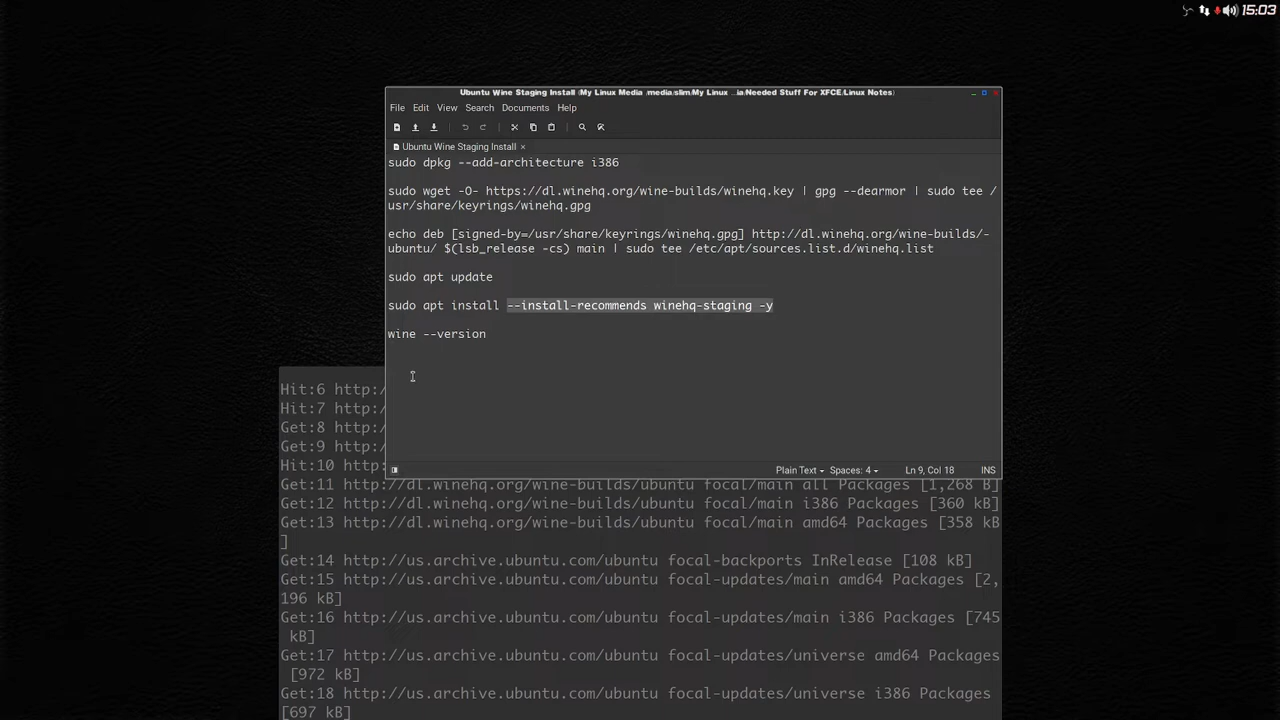 15:03
Ubuntu Wine Staging Install (My Linux Media /media/slim/My Linux ...ia/Needed Stuff For XFCE/Linux Notes)
File Edit View Search Documents Help
Ubuntu Wine Staging Install ×
sudo dpkg --add-architecture i386
sudo wget -O- https://dl.winehq.org/wine-builds/winehq.key | gpg --dearmor | sudo tee /
usr/share/keyrings/winehq.gpg
echo deb [signed-by=/usr/share/keyrings/winehq.gpg] http://dl.winehq.org/wine-builds/-
ubuntu/ $(lsb_release -cs) main | sudo tee /etc/apt/sources.list.d/winehq.list
sudo apt update
sudo apt install --install-recommends winehq-staging -y
wine --version
Plain Text Spaces: 4 Ln 9, Col 18 INS
Hit:6 http:/
Hit:7 http:/
Get:8 http:/
Get:9 http:/
Hit:10 http:
Get:11 http://dl.winehq.org/wine-builds/ubuntu focal/main all Packages [1,268 B]
Get:12 http://dl.winehq.org/wine-builds/ubuntu focal/main i386 Packages [360 kB]
Get:13 http://dl.winehq.org/wine-builds/ubuntu focal/main amd64 Packages [358 kB
]
Get:14 http://us.archive.ubuntu.com/ubuntu focal-backports InRelease [108 kB]
Get:15 http://us.archive.ubuntu.com/ubuntu focal-updates/main amd64 Packages [2,
196 kB]
Get:16 http://us.archive.ubuntu.com/ubuntu focal-updates/main i386 Packages [745
kB]
Get:17 http://us.archive.ubuntu.com/ubuntu focal-updates/universe amd64 Packages
[972 kB]
Get:18 http://us.archive.ubuntu.com/ubuntu focal-updates/universe i386 Packages
[697 kB]